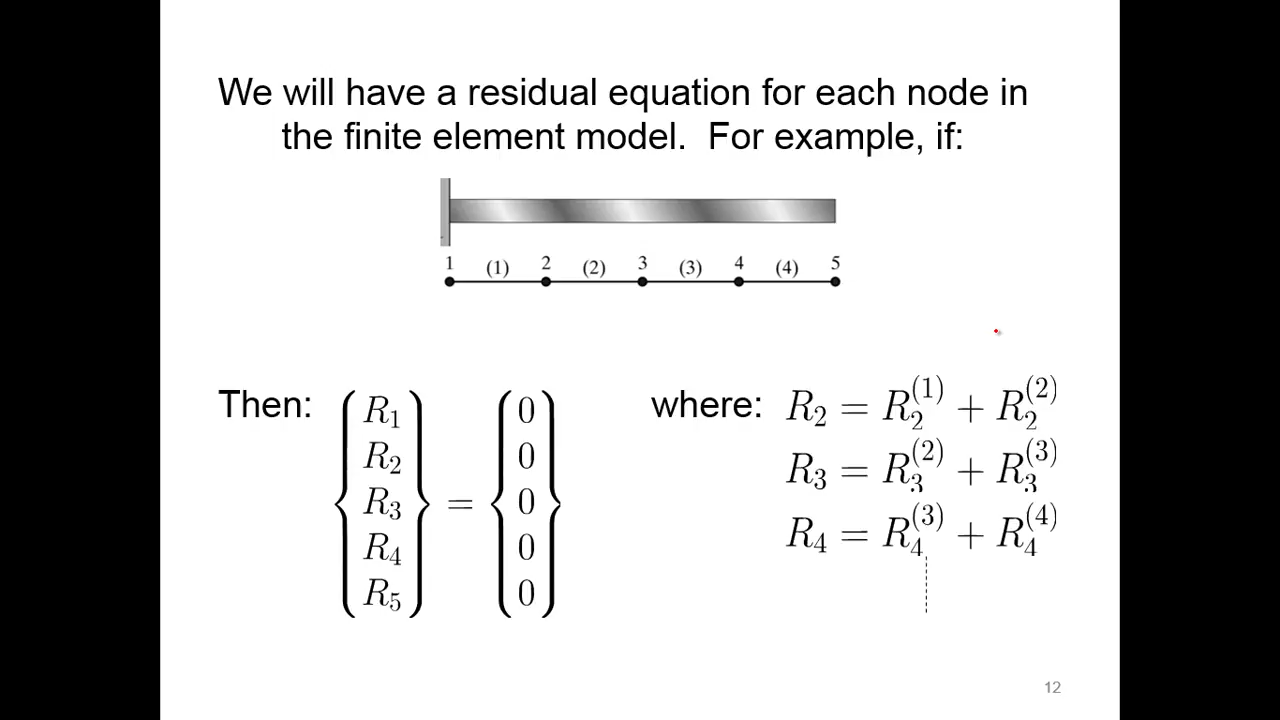 We will have a residual equation for each node in
the finite element model. For example, if:
1 (1) 2 (2) 3 (3) 4 (4) 5
Then: { R₁ R₂ R₃ R₄ R₅ } = { 0 0 0 0 0 }
where: R₂ = R₂⁽¹⁾ + R₂⁽²⁾
R₃ = R₃⁽²⁾ + R₃⁽³⁾
R₄ = R₄⁽³⁾ + R₄⁽⁴⁾
12